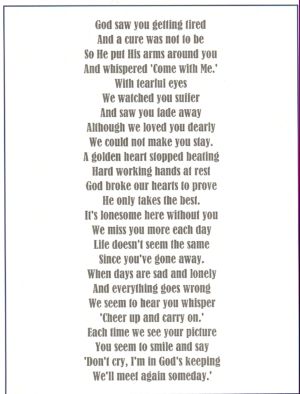 God saw you getting tired
And a cure was not to be
So He put His arms around you
And whispered 'Come with Me.'
With tearful eyes
We watched you suffer
And saw you fade away
Although we loved you dearly
We could not make you stay.
A golden heart stopped beating
Hard working hands at rest
God broke our hearts to prove
He only takes the best.
It's lonesome here without you
We miss you more each day
Life doesn't seem the same
Since you've gone away.
When days are sad and lonely
And everything goes wrong
We seem to hear you whisper
'Cheer up and carry on.'
Each time we see your picture
You seem to smile and say
'Don't cry, I'm in God's keeping
We'll meet again someday.'